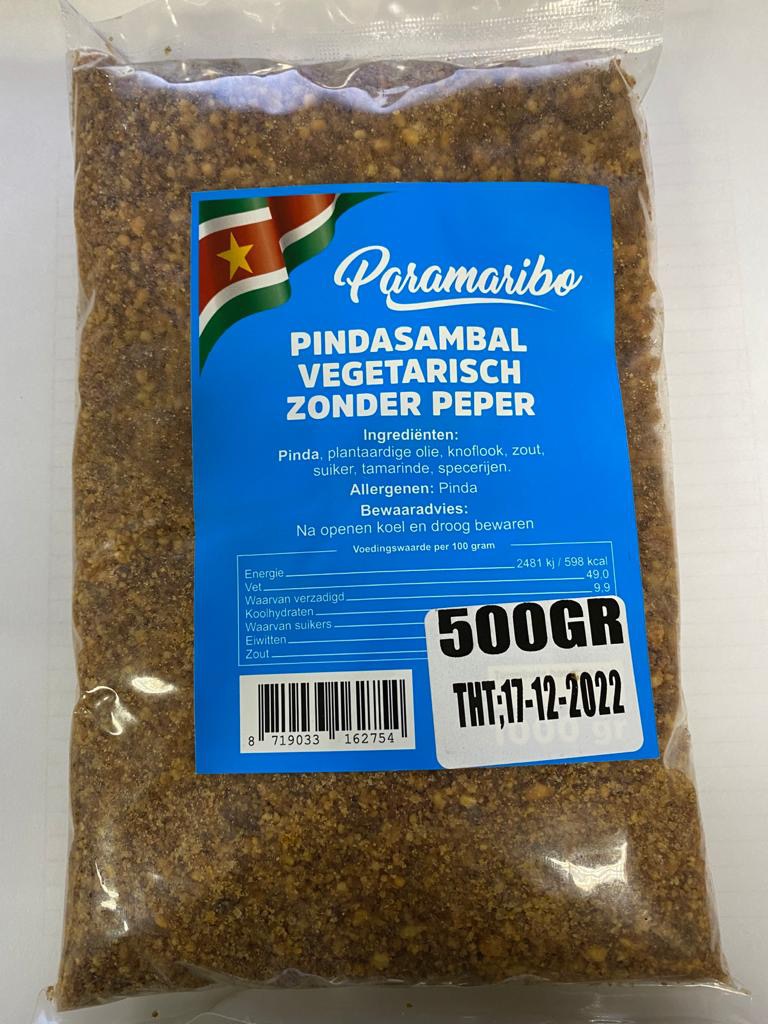 Paramaribo
PINDASAMBAL
VEGETARISCH
ZONDER PEPER
Ingrediënten:
Pinda, plantaardige olie, knoflook, zout,
suiker, tamarinde, specerijen.
Allergenen: Pinda
Bewaaradvies:
Na openen koel en droog bewaren
Voedingswaarde per 100 gram
Energie 2481 kj / 598 kcal
Vet 49,0
Waarvan verzadigd 9,9
Koolhydraten
Waarvan suikers
Eiwitten
Zout
500GR
THT;17-12-2022
1000 gr
8 719033 162754